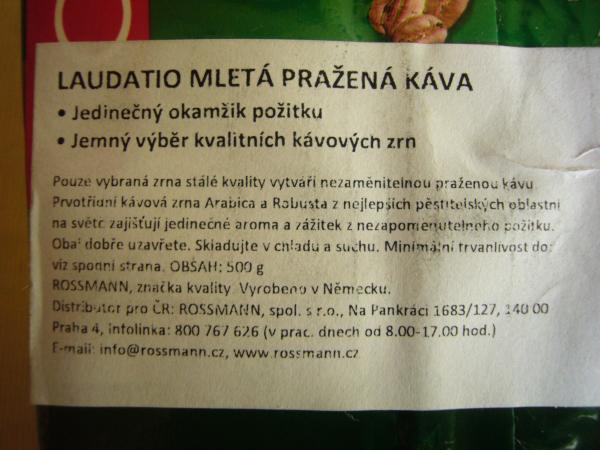 LAUDATIO MLETÁ PRAŽENÁ KÁVA
• Jedinečný okamžik požitku
• Jemný výběr kvalitních kávových zrn
Pouze vybraná zrna stálé kvality vytváří nezaměnitelnou praženou kávu
Prvotřídní kávová zrna Arabica a Robusta z nejlepších pěstitelských oblastní
na světě zajišťují jedinečné aroma a zážitek z nezapomenutelného požitku.
Obal dobře uzavřete. Skladujte v chladu a suchu. Minimální trvanlivost do:
viz spodní strana. OBSAH: 500 g
ROSSMANN, značka kvality. Vyrobeno v Německu.
Distributor pro ČR: ROSSMANN, spol. s r.o., Na Pankráci 1683/127, 140 00
Praha 4, infolinka: 800 767 626 (v prac. dnech od 8.00-17.00 hod.)
E-mail: info@rossmann.cz, www.rossmann.cz